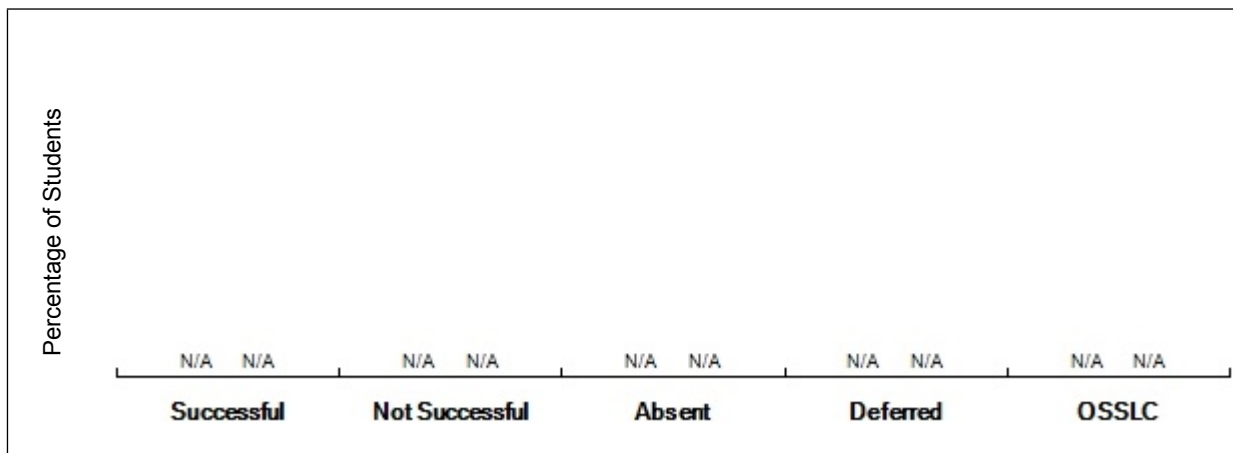 Percentage of Students
N/A N/A N/A N/A N/A N/A N/A N/A N/A N/A
Successful Not Successful Absent Deferred OSSLC